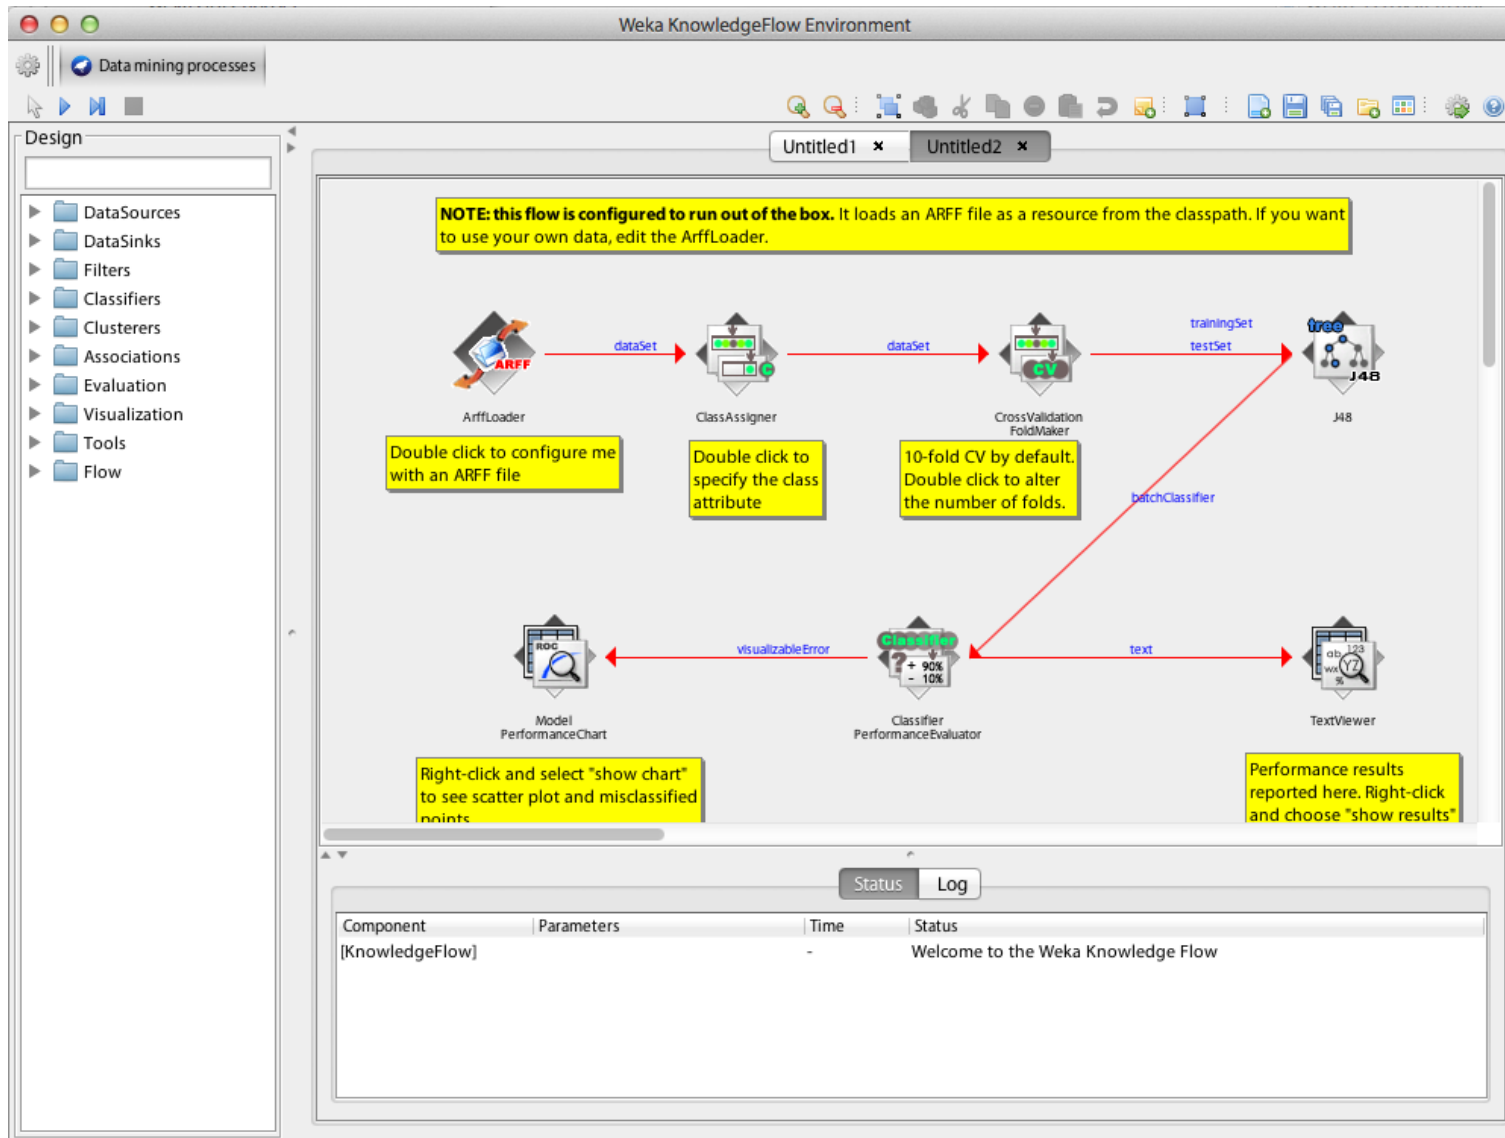 Weka KnowledgeFlow Environment
Data mining processes
Design
Untitled1 ×
Untitled2 ×
DataSources
DataSinks
Filters
Classifiers
Clusterers
Associations
Evaluation
Visualization
Tools
Flow
NOTE: this flow is configured to run out of the box. It loads an ARFF file as a resource from the classpath. If you want
to use your own data, edit the ArffLoader.
ARFF
dataSet
C
dataSet
CV
trainingSet
testSet
tree
J48
ArffLoader
ClassAssigner
CrossValidation
FoldMaker
J48
Double click to configure me
with an ARFF file
Double click to
specify the class
attribute
10-fold CV by default.
Double click to alter
the number of folds.
batchClassifier
ROC
visualizableError
Classifier
? + 90%
- 10%
text
ab 123
wx YZ
%
Model
PerformanceChart
Classifier
PerformanceEvaluator
TextViewer
Right-click and select "show chart"
to see scatter plot and misclassified
points
Performance results
reported here. Right-click
and choose "show results"
Status
Log
Component Parameters Time Status
[KnowledgeFlow] - Welcome to the Weka Knowledge Flow